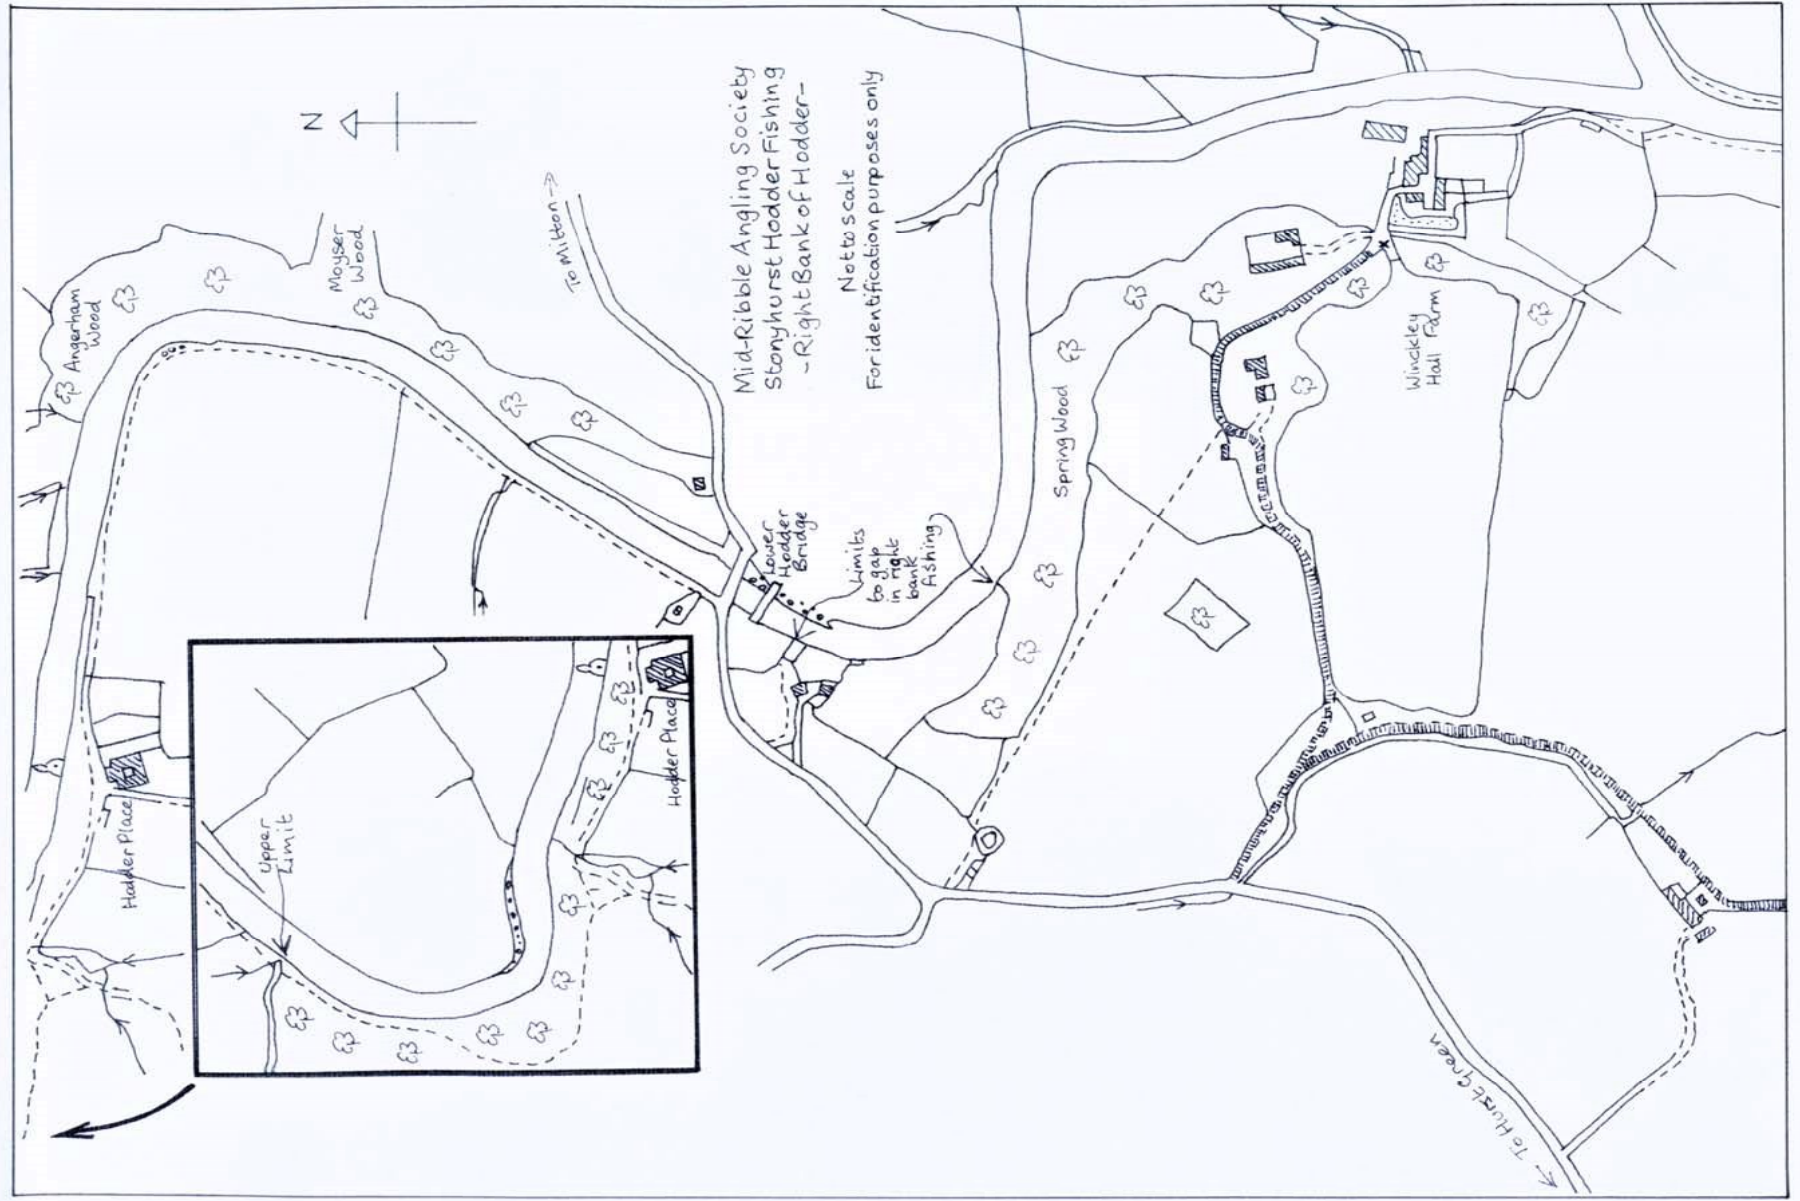 N
Mid-Ribble Angling Society
Stonyhurst Hodder Fishing
- Right Bank of Hodder -
Not to scale
For identification purposes only
Angerham
Wood
Moyser
Wood
To Mitton →
Lower
Hodder
Bridge
Limits
to gap
in right
bank
fishing
Spring Wood
Winckley
Hall Farm
Hodder Place
Upper
Limit
Hodder Place
← To Hurst Green